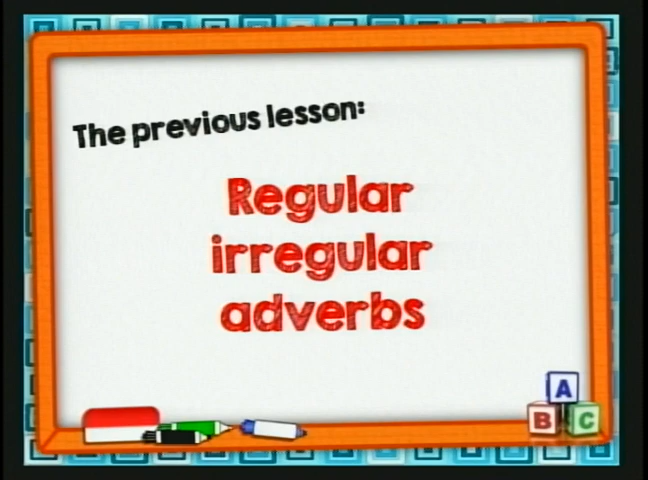 The previous lesson:
Regular
irregular
adverbs
A
B C